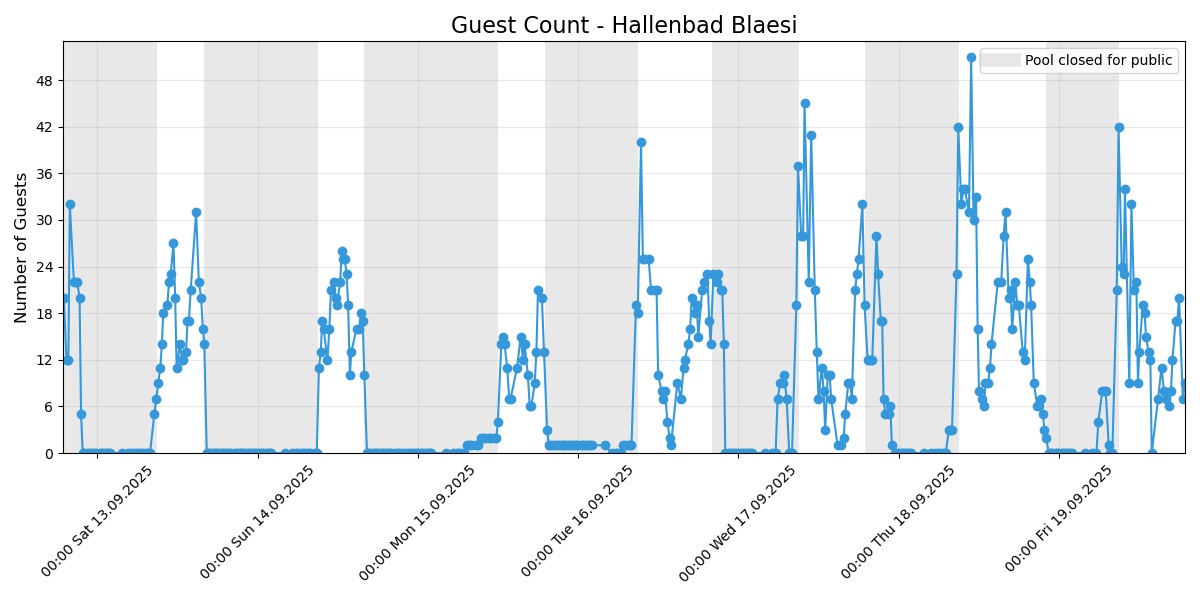 Guest Count - Hallenbad Blaesi
Pool closed for public
Number of Guests
48
42
36
30
24
18
12
6
0
00:00 Sat 13.09.2025
00:00 Sun 14.09.2025
00:00 Mon 15.09.2025
00:00 Tue 16.09.2025
00:00 Wed 17.09.2025
00:00 Thu 18.09.2025
00:00 Fri 19.09.2025